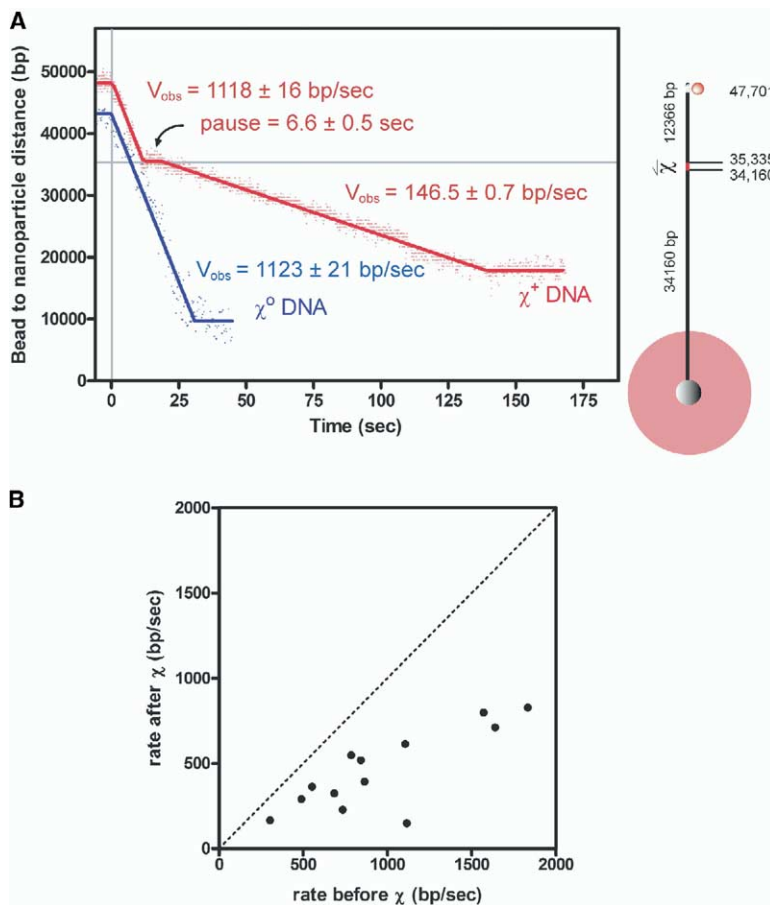 A
Bead to nanoparticle distance (bp)
50000
40000
30000
20000
10000
0
V_obs = 1118 ± 16 bp/sec
pause = 6.6 ± 0.5 sec
V_obs = 146.5 ± 0.7 bp/sec
V_obs = 1123 ± 21 bp/sec
χ° DNA
χ⁺ DNA
0 25 50 75 100 125 150 175
Time (sec)
12366 bp
47,701
χ
35,335
34,160
34160 bp
B
rate after χ (bp/sec)
2000
1500
1000
500
0
0 500 1000 1500 2000
rate before χ (bp/sec)